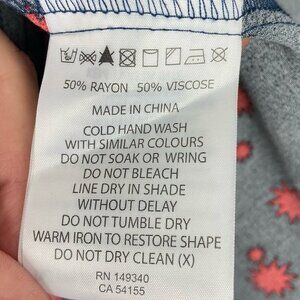 50% RAYON 50% VISCOSE
MADE IN CHINA
COLD HAND WASH
WITH SIMILAR COLOURS
DO NOT SOAK OR WRING
DO NOT BLEACH
LINE DRY IN SHADE
WITHOUT DELAY
DO NOT TUMBLE DRY
WARM IRON TO RESTORE SHAPE
DO NOT DRY CLEAN (X)
RN 149340
CA 54155